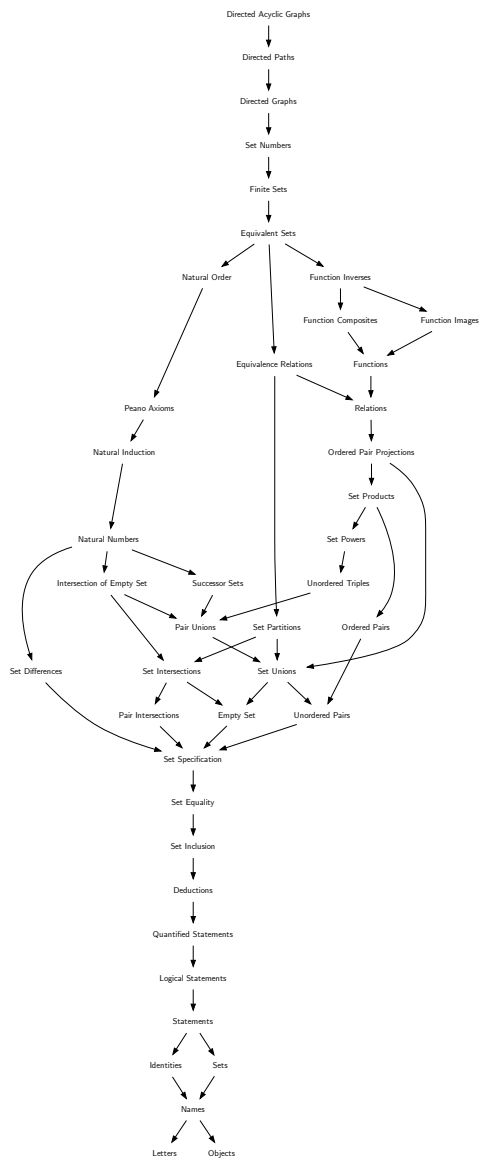 Directed Acyclic Graphs
Directed Paths
Directed Graphs
Set Numbers
Finite Sets
Equivalent Sets
Natural Order
Function Inverses
Function Composites
Function Images
Equivalence Relations
Functions
Peano Axioms
Relations
Natural Induction
Ordered Pair Projections
Set Products
Natural Numbers
Set Powers
Intersection of Empty Set
Successor Sets
Unordered Triples
Pair Unions
Set Partitions
Ordered Pairs
Set Differences
Set Intersections
Set Unions
Pair Intersections
Empty Set
Unordered Pairs
Set Specification
Set Equality
Set Inclusion
Deductions
Quantified Statements
Logical Statements
Statements
Identities
Sets
Names
Letters
Objects